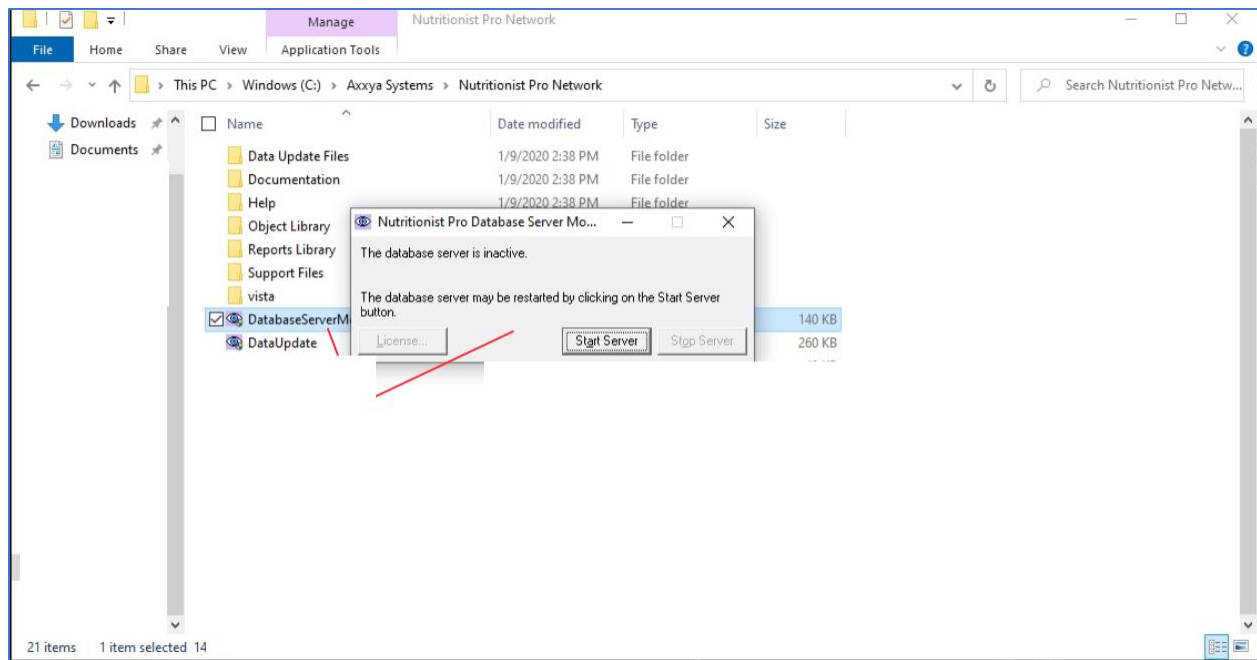 Manage Nutritionist Pro Network
File Home Share View Application Tools
This PC > Windows (C:) > Axxya Systems > Nutritionist Pro Network
Search Nutritionist Pro Netw...
Downloads
Documents
Name Date modified Type Size
Data Update Files 1/9/2020 2:38 PM File folder
Documentation 1/9/2020 2:38 PM File folder
Help 1/9/2020 2:38 PM File folder
Object Library
Reports Library
Support Files
vista
DatabaseServerM 140 KB
DataUpdate 260 KB
Nutritionist Pro Database Server Mo...
The database server is inactive.
The database server may be restarted by clicking on the Start Server
button.
License... Start Server Stop Server
21 items 1 item selected 14